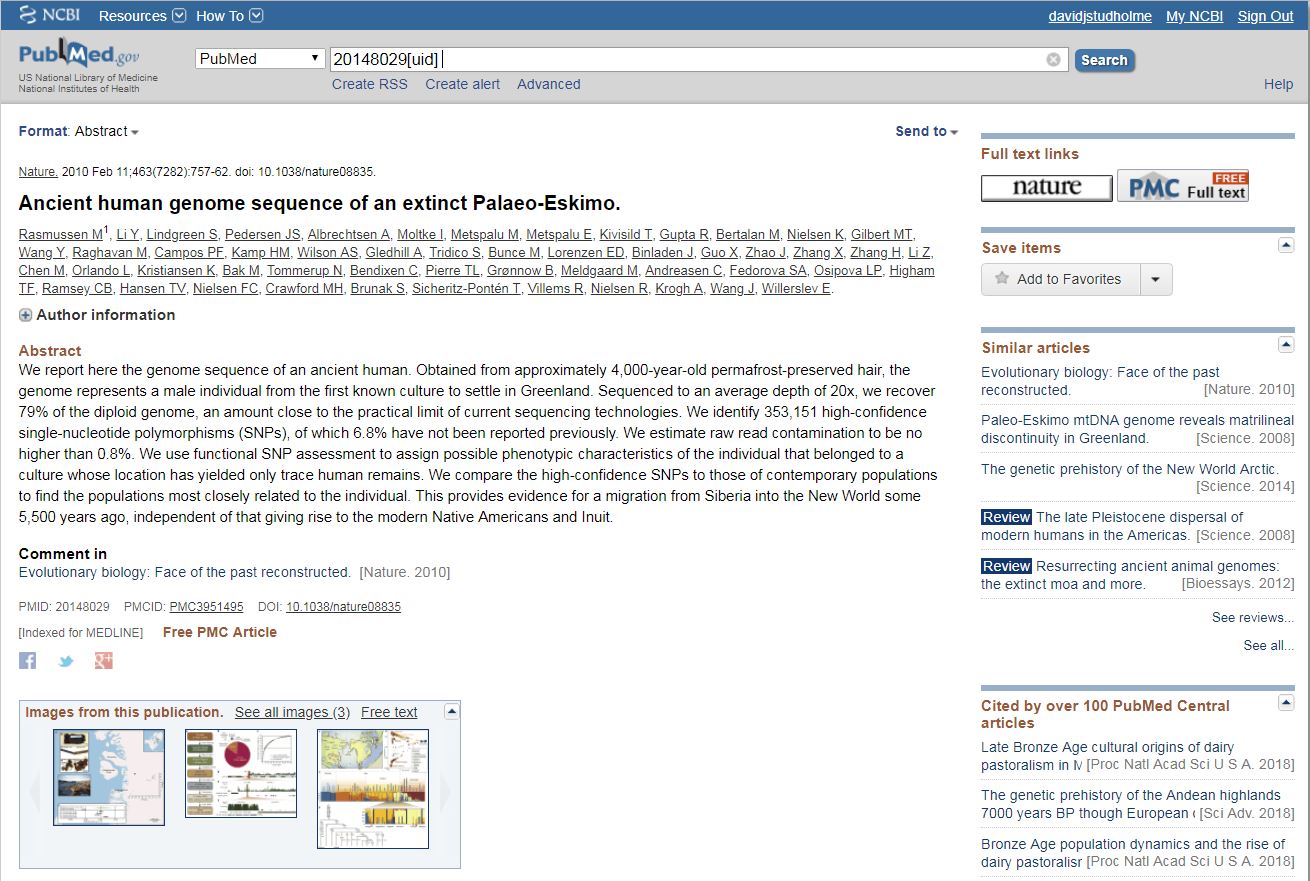 NCBI Resources How To davidjstudholme My NCBI Sign Out
PubMed.gov
US National Library of Medicine
National Institutes of Health
PubMed 20148029[uid] Search
Create RSS Create alert Advanced Help
Format: Abstract Send to
Nature. 2010 Feb 11;463(7282):757-62. doi: 10.1038/nature08835.
Ancient human genome sequence of an extinct Palaeo-Eskimo.
Rasmussen M1, Li Y, Lindgreen S, Pedersen JS, Albrechtsen A, Moltke I, Metspalu M, Metspalu E, Kivisild T, Gupta R, Bertalan M, Nielsen K, Gilbert MT,
Wang Y, Raghavan M, Campos PF, Kamp HM, Wilson AS, Gledhill A, Tridico S, Bunce M, Lorenzen ED, Binladen J, Guo X, Zhao J, Zhang X, Zhang H, Li Z,
Chen M, Orlando L, Kristiansen K, Bak M, Tommerup N, Bendixen C, Pierre TL, Grønnow B, Meldgaard M, Andreasen C, Fedorova SA, Osipova LP, Higham
TF, Ramsey CB, Hansen TV, Nielsen FC, Crawford MH, Brunak S, Sicheritz-Pontén T, Villems R, Nielsen R, Krogh A, Wang J, Willerslev E.
Author information
Abstract
We report here the genome sequence of an ancient human. Obtained from approximately 4,000-year-old permafrost-preserved hair, the
genome represents a male individual from the first known culture to settle in Greenland. Sequenced to an average depth of 20x, we recover
79% of the diploid genome, an amount close to the practical limit of current sequencing technologies. We identify 353,151 high-confidence
single-nucleotide polymorphisms (SNPs), of which 6.8% have not been reported previously. We estimate raw read contamination to be no
higher than 0.8%. We use functional SNP assessment to assign possible phenotypic characteristics of the individual that belonged to a
culture whose location has yielded only trace human remains. We compare the high-confidence SNPs to those of contemporary populations
to find the populations most closely related to the individual. This provides evidence for a migration from Siberia into the New World some
5,500 years ago, independent of that giving rise to the modern Native Americans and Inuit.
Comment in
Evolutionary biology: Face of the past reconstructed. [Nature. 2010]
PMID: 20148029 PMCID: PMC3951495 DOI: 10.1038/nature08835
[Indexed for MEDLINE] Free PMC Article
Images from this publication. See all images (3) Free text
Full text links
nature PMC FREE Full text
Save items
Add to Favorites
Similar articles
Evolutionary biology: Face of the past
reconstructed. [Nature. 2010]
Paleo-Eskimo mtDNA genome reveals matrilineal
discontinuity in Greenland. [Science. 2008]
The genetic prehistory of the New World Arctic.
[Science. 2014]
Review The late Pleistocene dispersal of
modern humans in the Americas. [Science. 2008]
Review Resurrecting ancient animal genomes:
the extinct moa and more. [Bioessays. 2012]
See reviews...
See all...
Cited by over 100 PubMed Central
articles
Late Bronze Age cultural origins of dairy
pastoralism in [Proc Natl Acad Sci U S A. 2018]
The genetic prehistory of the Andean highlands
7000 years BP though European [Sci Adv. 2018]
Bronze Age population dynamics and the rise of
dairy pastoralism [Proc Natl Acad Sci U S A. 2018]